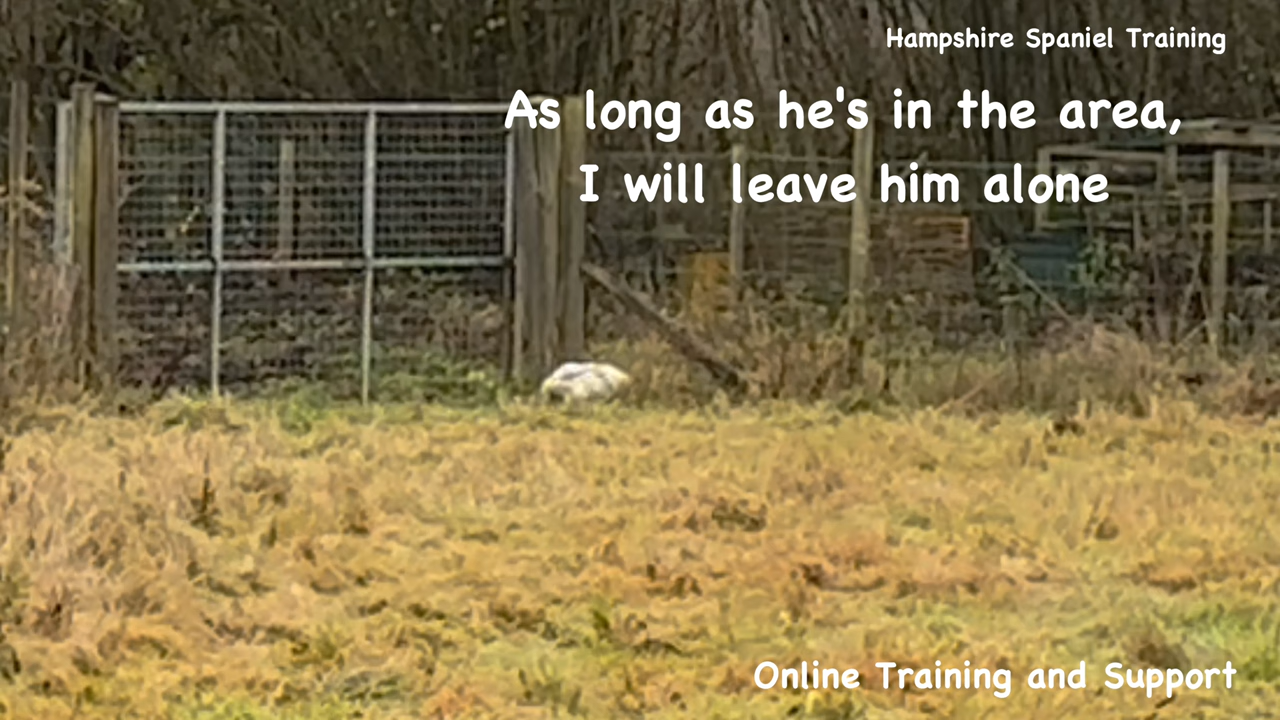 Hampshire Spaniel Training
As long as he's in the area,
I will leave him alone
Online Training and Support